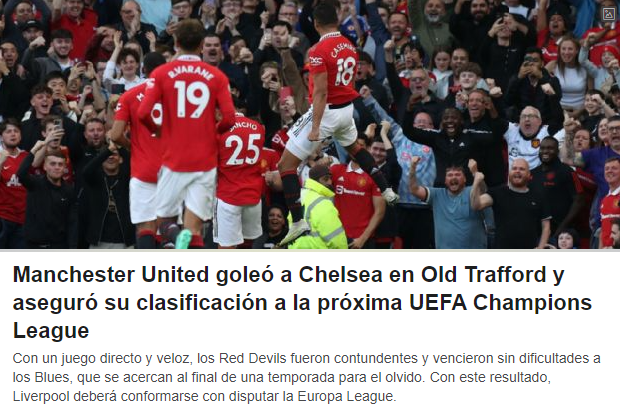 CASEMIRO
18
R.VARANE
19
SANCHO
25
Manchester United goleó a Chelsea en Old Trafford y
aseguró su clasificación a la próxima UEFA Champions
League
Con un juego directo y veloz, los Red Devils fueron contundentes y vencieron sin dificultades a
los Blues, que se acercan al final de una temporada para el olvido. Con este resultado,
Liverpool deberá conformarse con disputar la Europa League.